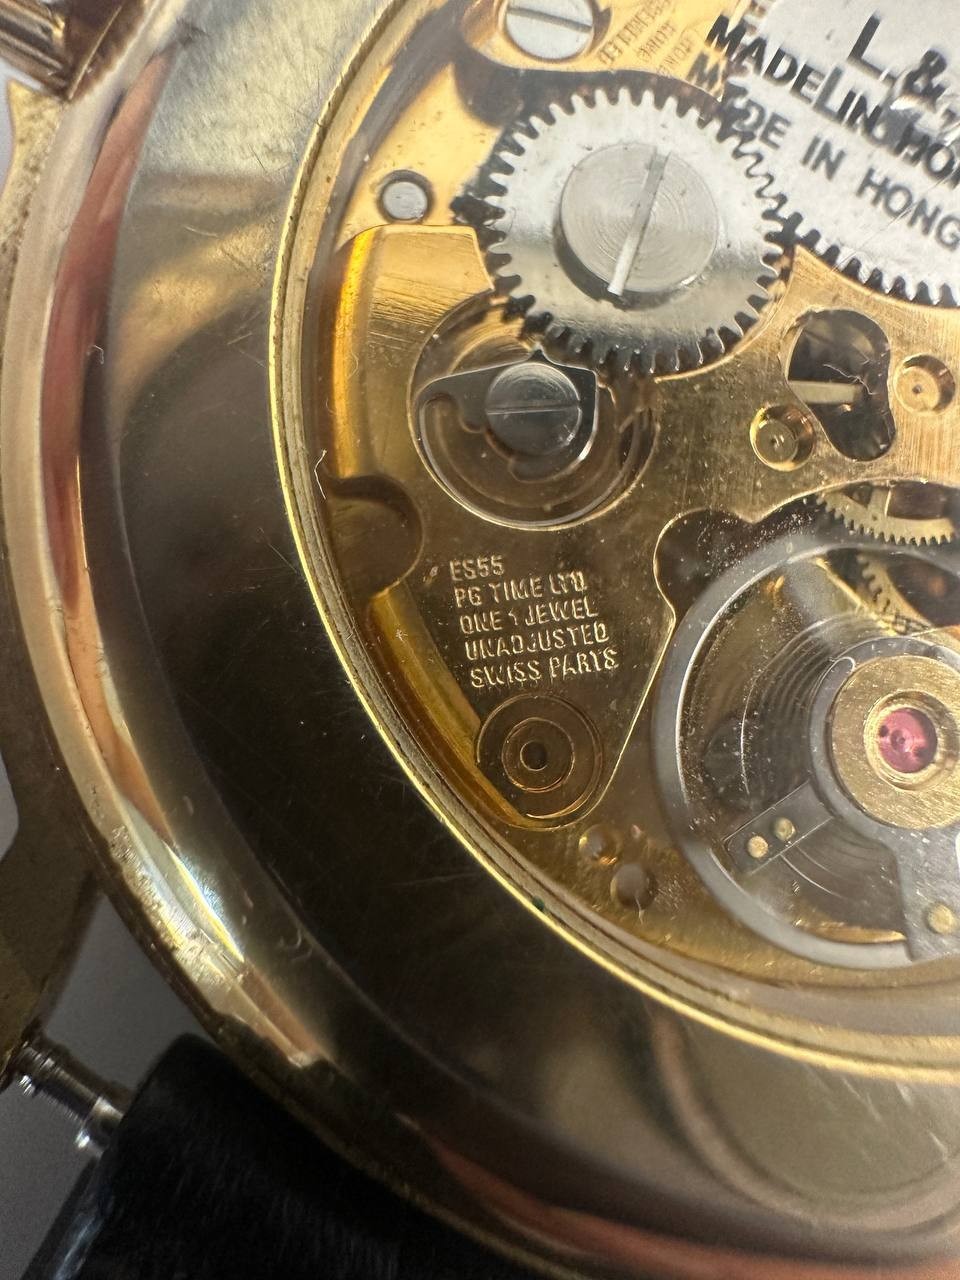 L. &
MADE IN HONG
ES55
PG TIME LTD.
ONE 1 JEWEL
UNADJUSTED
SWISS PARTS